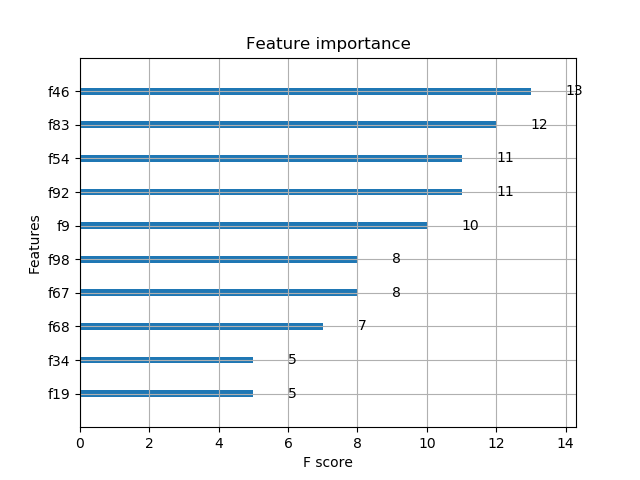 Feature importance
f46 13
f83 12
f54 11
f92 11
f9 10
f98 8
f67 8
f68 7
f34 5
f19 5
Features
0 2 4 6 8 10 12 14
F score